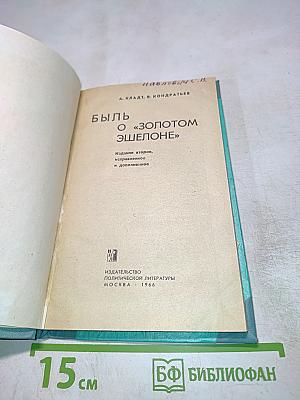 А. КЛАДТ, В. КОНДРАТЬЕВ
БЫЛЬ
О «ЗОЛОТОМ
ЭШЕЛОНЕ»
Издание второе,
исправленное
и дополненное
ИЗДАТЕЛЬСТВО
ПОЛИТИЧЕСКОЙ ЛИТЕРАТУРЫ
МОСКВА · 1966
15 см
БФ БИБЛИОФАН